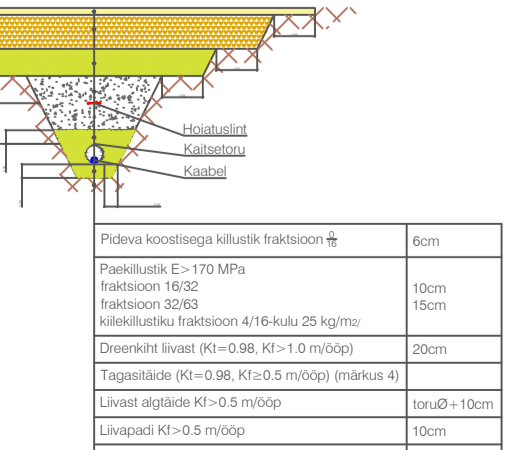 Hoiatuslint
Kaitsetoru
Kaabel
Pideva koostisega killustik fraktsioon 0/16 6cm
Paekillustik E>170 MPa
fraktsioon 16/32 10cm
fraktsioon 32/63 15cm
kiilekillustiku fraktsioon 4/16-kulu 25 kg/m2/
Dreenkiht liivast (Kt=0.98, Kf>1.0 m/ööp) 20cm
Tagasitäide (Kt=0.98, Kf≥0.5 m/ööp) (märkus 4)
Liivast algtäide Kf>0.5 m/ööp toruØ+10cm
Liivapadi Kf>0.5 m/ööp 10cm